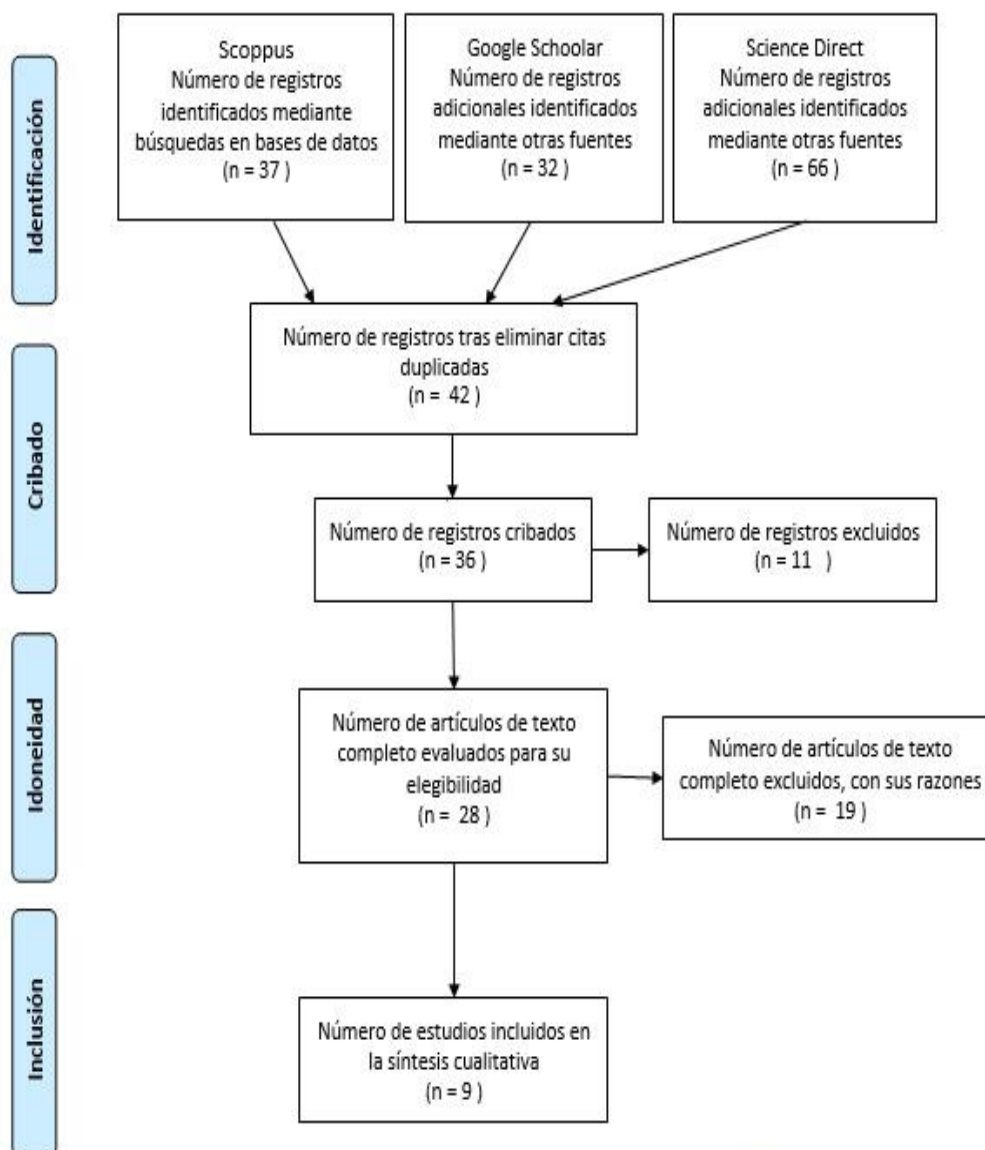 Identificación
Scoppus
Número de registros
identificados mediante
búsquedas en bases de datos
(n = 37 )
Google Schoolar
Número de registros
adicionales identificados
mediante otras fuentes
(n = 32 )
Science Direct
Número de registros
adicionales identificados
mediante otras fuentes
(n = 66 )
Número de registros tras eliminar citas
duplicadas
(n =  42 )
Cribado
Número de registros cribados
(n = 36 )
Número de registros excluidos
(n = 11   )
Idoneidad
Número de artículos de texto
completo evaluados para su
elegibilidad
(n =  28 )
Número de artículos de texto
completo excluidos, con sus razones
(n =  19 )
Inclusión
Número de estudios incluidos en
la síntesis cualitativa
(n = 9 )